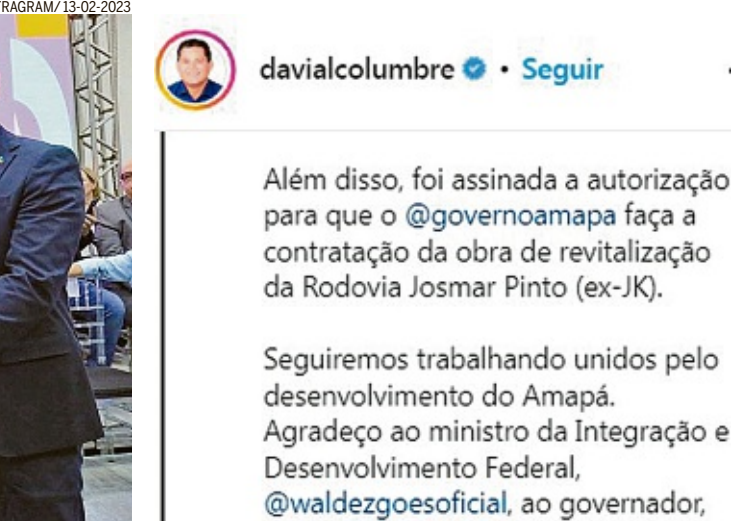 TRAGRAM/ 13-02-2023
davialcolumbre • Seguir
Além disso, foi assinada a autorização
para que o @governoamapa faça a
contratação da obra de revitalização
da Rodovia Josmar Pinto (ex-JK).
Seguiremos trabalhando unidos pelo
desenvolvimento do Amapá.
Agradeço ao ministro da Integração e
Desenvolvimento Federal,
@waldezgoesoficial, ao governador,